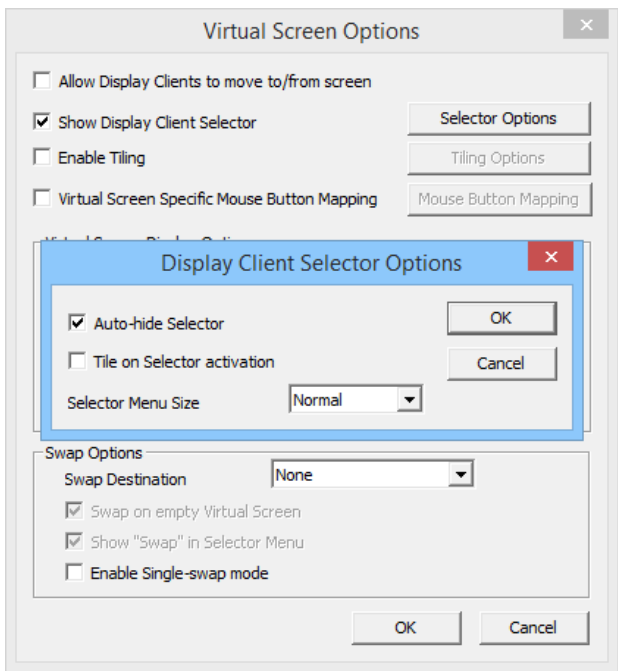 Virtual Screen Options
Allow Display Clients to move to/from screen
Show Display Client Selector
Selector Options
Enable Tiling
Tiling Options
Virtual Screen Specific Mouse Button Mapping
Mouse Button Mapping
Display Client Selector Options
Auto-hide Selector
OK
Tile on Selector activation
Cancel
Selector Menu Size
Normal
Swap Options
Swap Destination
None
Swap on empty Virtual Screen
Show "Swap" in Selector Menu
Enable Single-swap mode
OK
Cancel